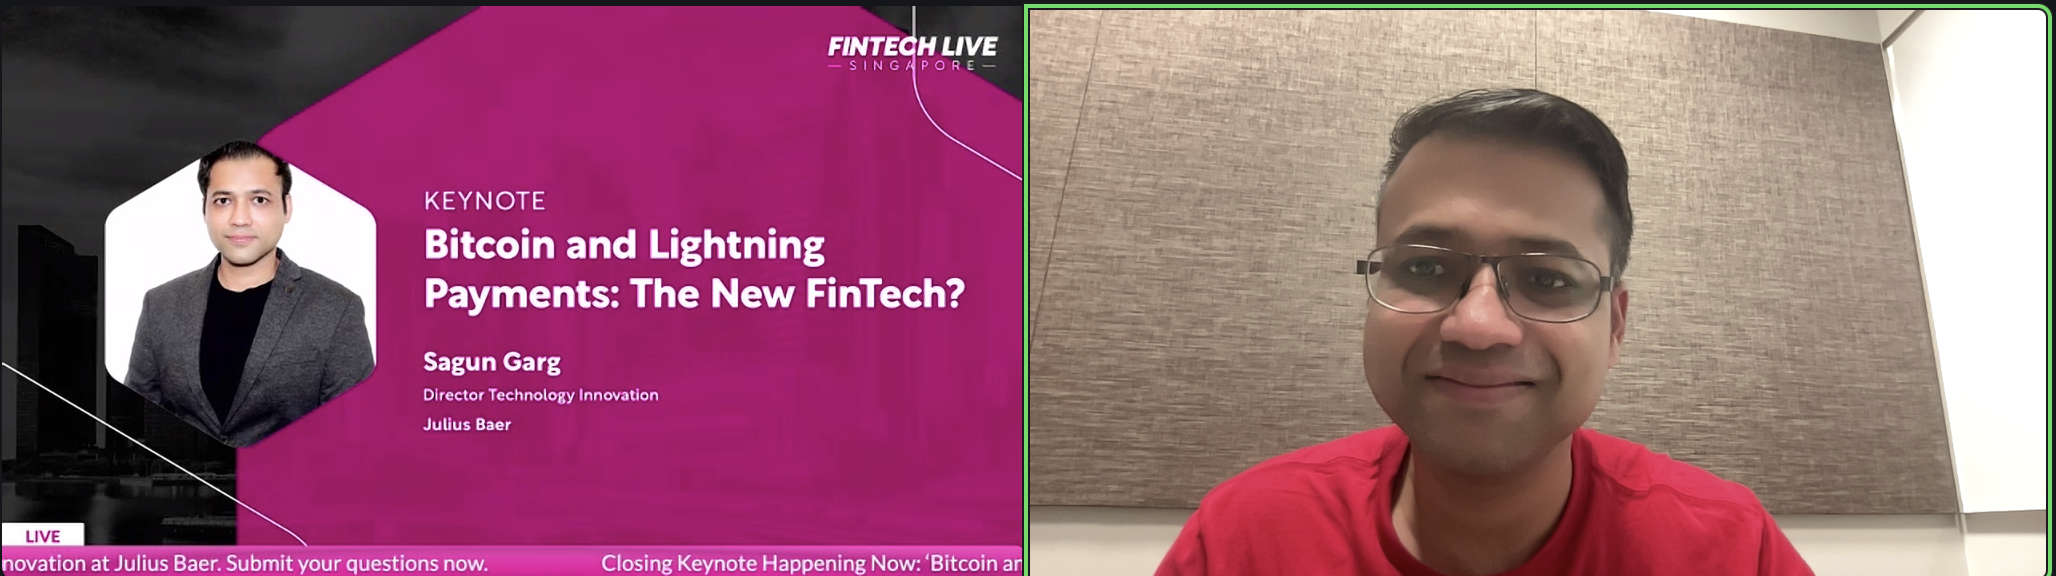 FINTECH LIVE
SINGAPORE
KEYNOTE
Bitcoin and Lightning
Payments: The New FinTech?
Sagun Garg
Director Technology Innovation
Julius Baer
LIVE
novation at Julius Baer. Submit your questions now. Closing Keynote Happening Now: ‘Bitcoin an